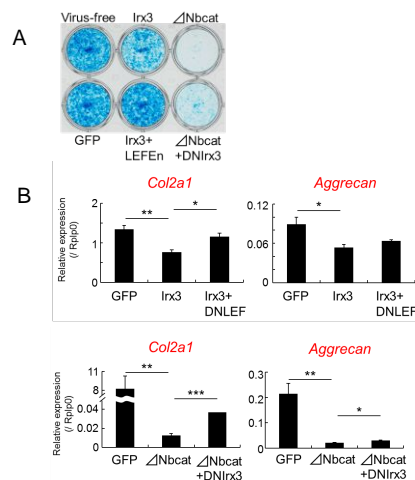 A
Virus-free Irx3 ⊿Nbcat
GFP Irx3+ ⊿Nbcat
LEFEn +DNIrx3
B
Col2a1 Aggrecan
Relative expression
(/ Rplp0)
2
1
0
** *
GFP Irx3 Irx3+
DNLEF
0.12
0.06
0
*
GFP Irx3 Irx3+
DNLEF
Col2a1 Aggrecan
Relative expression
(/ Rplp0)
11
8
0.04
0.02
0
** ***
GFP ⊿Nbcat ⊿Nbcat
+DNIrx3
0.3
0.2
0.1
0
** *
GFP ⊿Nbcat ⊿Nbcat
+DNIrx3